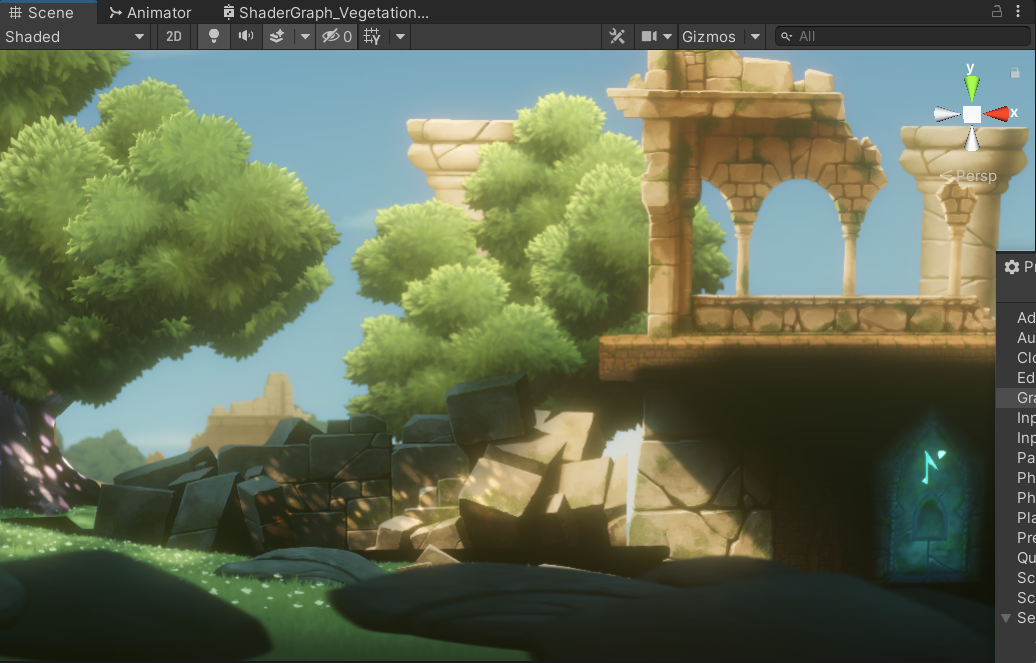 Scene
Animator
ShaderGraph_Vegetation...
Shaded
2D
0
Gizmos
All
y
x
Persp
P
Ad
Au
Clo
Ed
Gra
Inp
Inp
Pa
Ph
Ph
Pla
Pre
Qu
Sc
Sc
Se